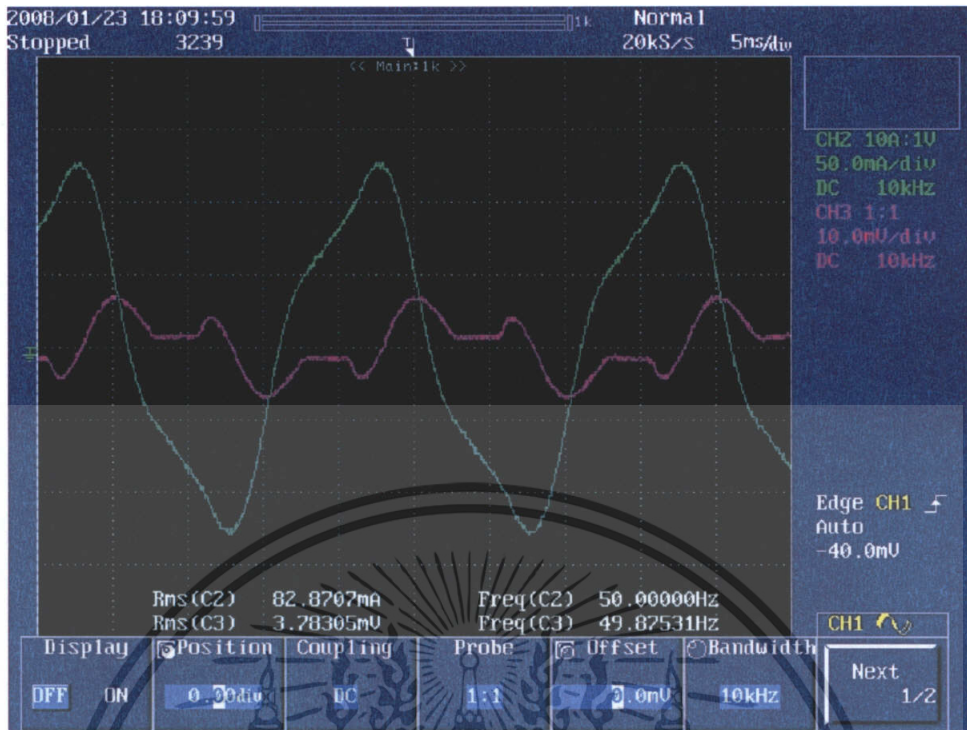 2008/01/23 18:09:59
1k
Normal
Stopped
3239
T
20kS/s
5ms/div
<< Main:1k >>
CH2 10A:1V
50.0mA/div
DC 10kHz
CH3 1:1
10.0mV/div
DC 10kHz
Edge CH1
Auto
-40.0mV
Rms(C2) 82.8707mA
Freq(C2) 50.00000Hz
Rms(C3) 3.78305mV
Freq(C3) 49.87531Hz
CH1
Display
Position
Coupling
Probe
Offset
Bandwidth
Next
OFF ON
0.00div
DC
1:1
0.0mV
10kHz
1/2